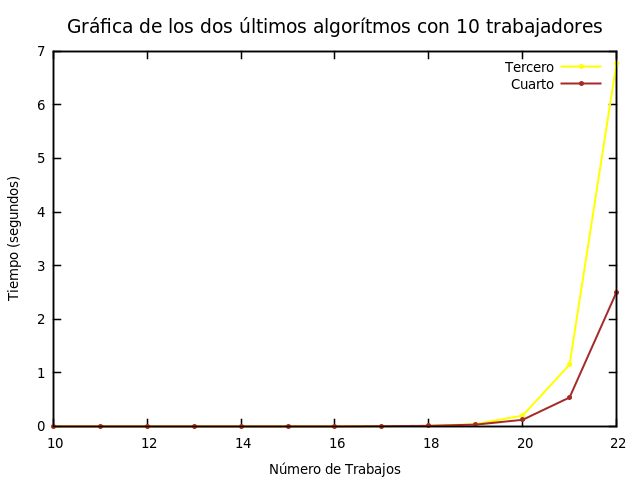 Gráfica de los dos últimos algorítmos con 10 trabajadores
7
6
5
4
3
2
1
0
Tiempo (segundos)
Tercero
Cuarto
10 12 14 16 18 20 22
Número de Trabajos